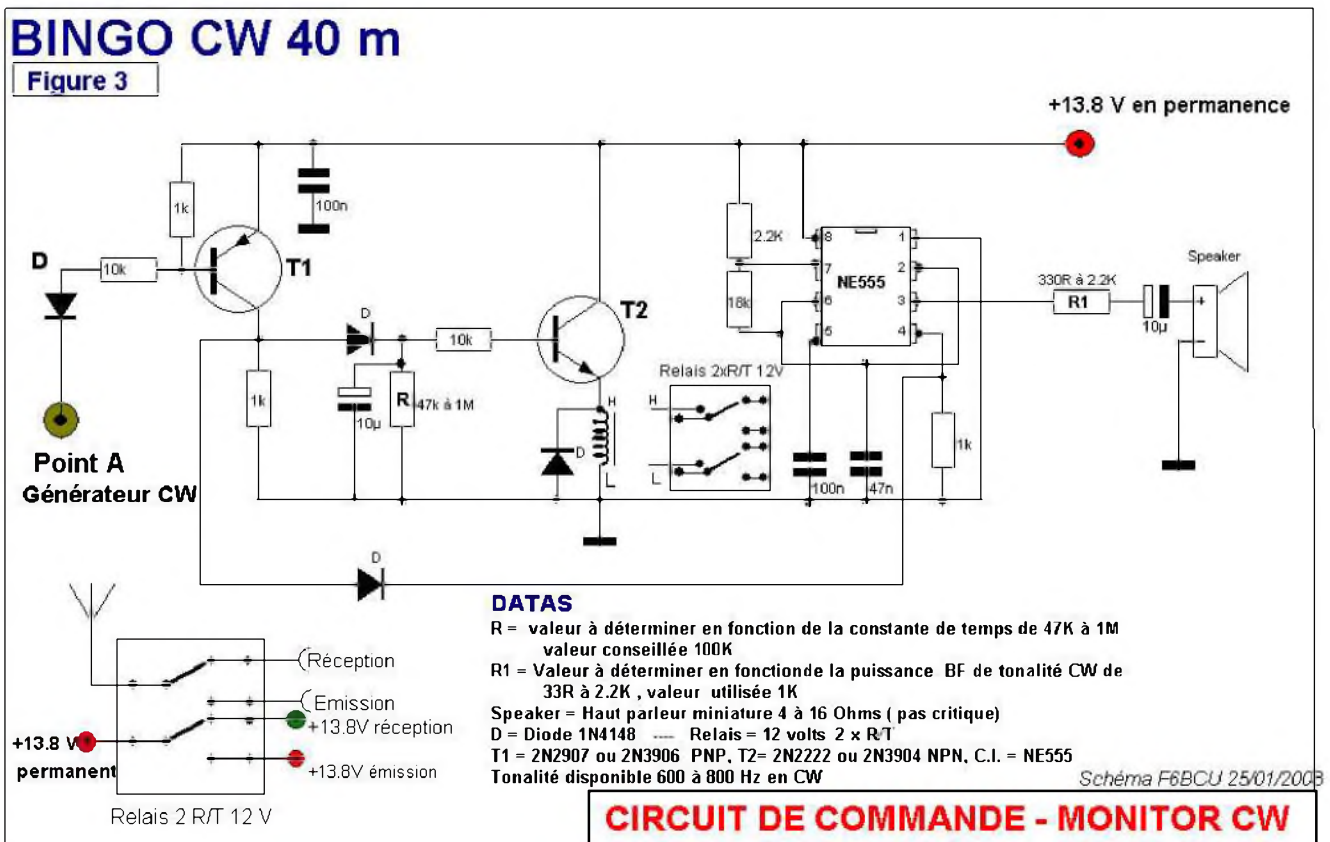 BINGO CW 40 m
Figure 3
+13.8 V en permanence
1k
100n
D
10k
T1
2.2K
8
1
7
2
NE555
6
3
5
4
18k
Speaker
330R à 2.2K
R1
+
10µ
D
10k
T2
1k
10µ
R
47k à 1M
Relais 2xR/T 12V
H
H
D
L
L
100n
47n
1k
Point A
Générateur CW
D
DATAS
R = valeur à déterminer en fonction de la constante de temps de 47K à 1M
valeur conseillée 100K
R1 = Valeur à déterminer en fonctionde la puissance BF de tonalité CW de
33R à 2.2K , valeur utilisée 1K
Speaker = Haut parleur miniature 4 à 16 Ohms ( pas critique)
D = Diode 1N4148 ---- Relais = 12 volts 2 x R/T
T1 = 2N2907 ou 2N3906 PNP, T2= 2N2222 ou 2N3904 NPN, C.I. = NE555
Tonalité disponible 600 à 800 Hz en CW
Réception
Emission
+13.8V réception
+13.8 V
permanent
+13.8V émission
Relais 2 R/T 12 V
Schéma F6BCU 25/01/2008
CIRCUIT DE COMMANDE - MONITOR CW